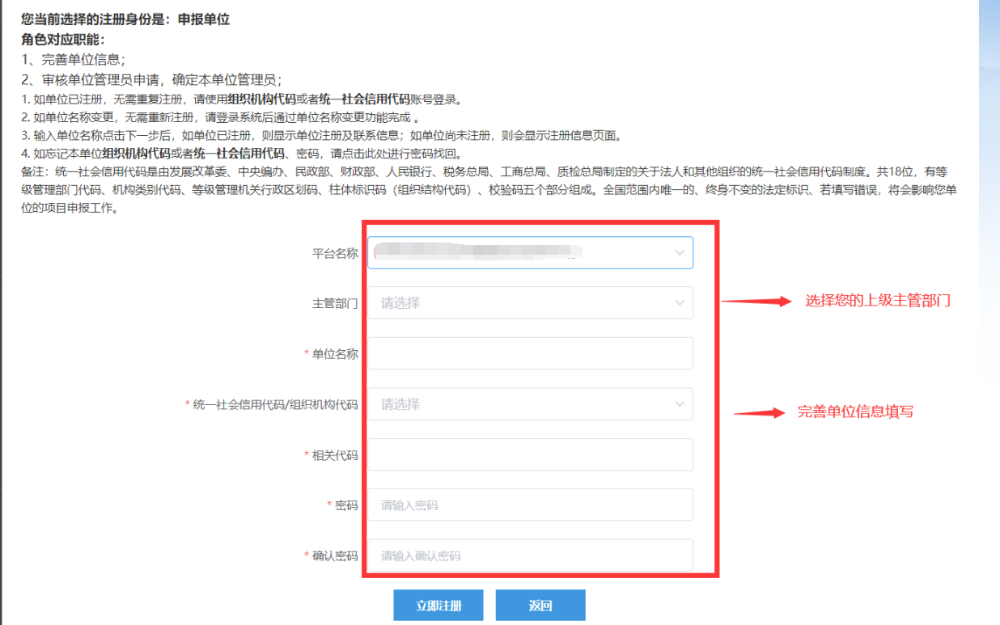 您当前选择的注册身份是：申报单位
角色对应职能：
1、完善单位信息；
2、审核单位管理员申请，确定本单位管理员；
1. 如单位已注册，无需重复注册，请使用组织机构代码或者统一社会信用代码账号登录。
2. 如单位名称变更，无需重新注册，请登录系统后通过单位名称变更功能完成 。
3. 输入单位名称点击下一步后，如单位已注册，则显示单位注册及联系信息；如单位尚未注册，则会显示注册信息页面。
4. 如忘记本单位组织机构代码或者统一社会信用代码、密码，请点击此处进行密码找回。
备注：统一社会信用代码是由发展改革委、中央编办、民政部、财政部、人民银行、税务总局、工商总局、质检总局制定的关于法人和其他组织的统一社会信用代码制度。共18位，有等
级管理部门代码、机构类别代码、等级管理机关行政区划码、柱体标识码（组织结构代码）、校验码五个部分组成。全国范围内唯一的、终身不变的法定标识、若填写错误，将会影响您单
位的项目申报工作。
平台名称
主管部门 请选择
选择您的上级主管部门
* 单位名称
* 统一社会信用代码/组织机构代码 请选择
完善单位信息填写
* 相关代码
* 密码 请输入密码
* 确认密码 请输入确认密码
立即注册 返回